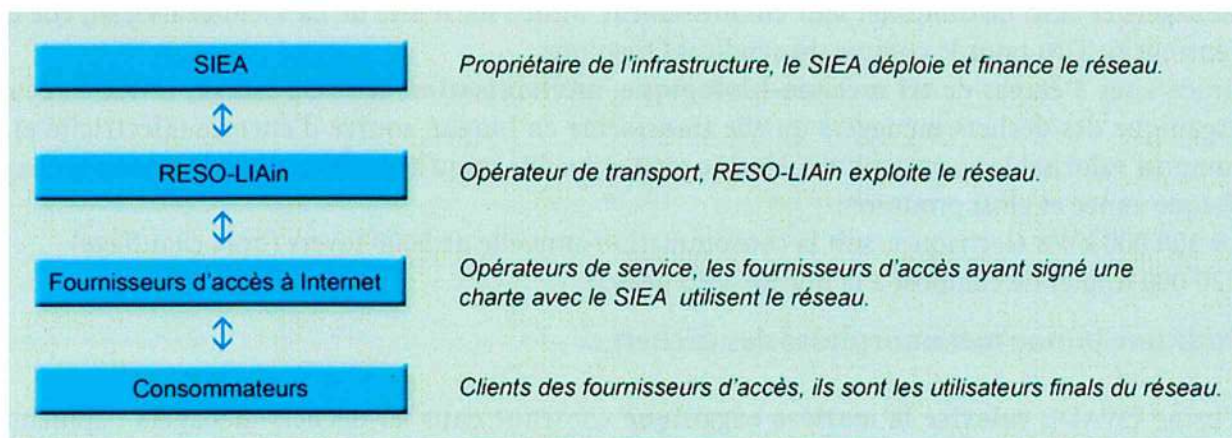 SIEA
Propriétaire de l'infrastructure, le SIEA déploie et finance le réseau.
RESO-LIAin
Opérateur de transport, RESO-LIAin exploite le réseau.
Fournisseurs d'accès à Internet
Opérateurs de service, les fournisseurs d'accès ayant signé une
charte avec le SIEA utilisent le réseau.
Consommateurs
Clients des fournisseurs d'accès, ils sont les utilisateurs finals du réseau.